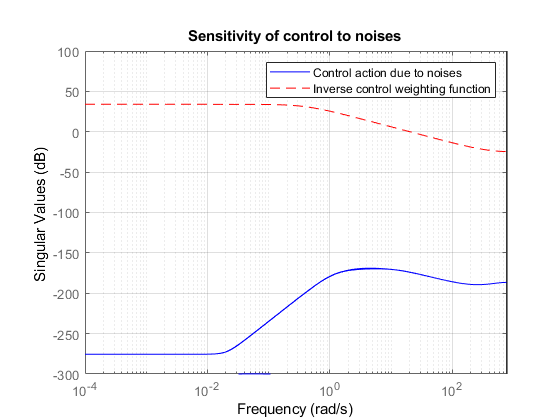 Sensitivity of control to noises
100
50
0
-50
-100
-150
-200
-250
-300
Singular Values (dB)
Control action due to noises
Inverse control weighting function
10^-4
10^-2
10^0
10^2
Frequency (rad/s)